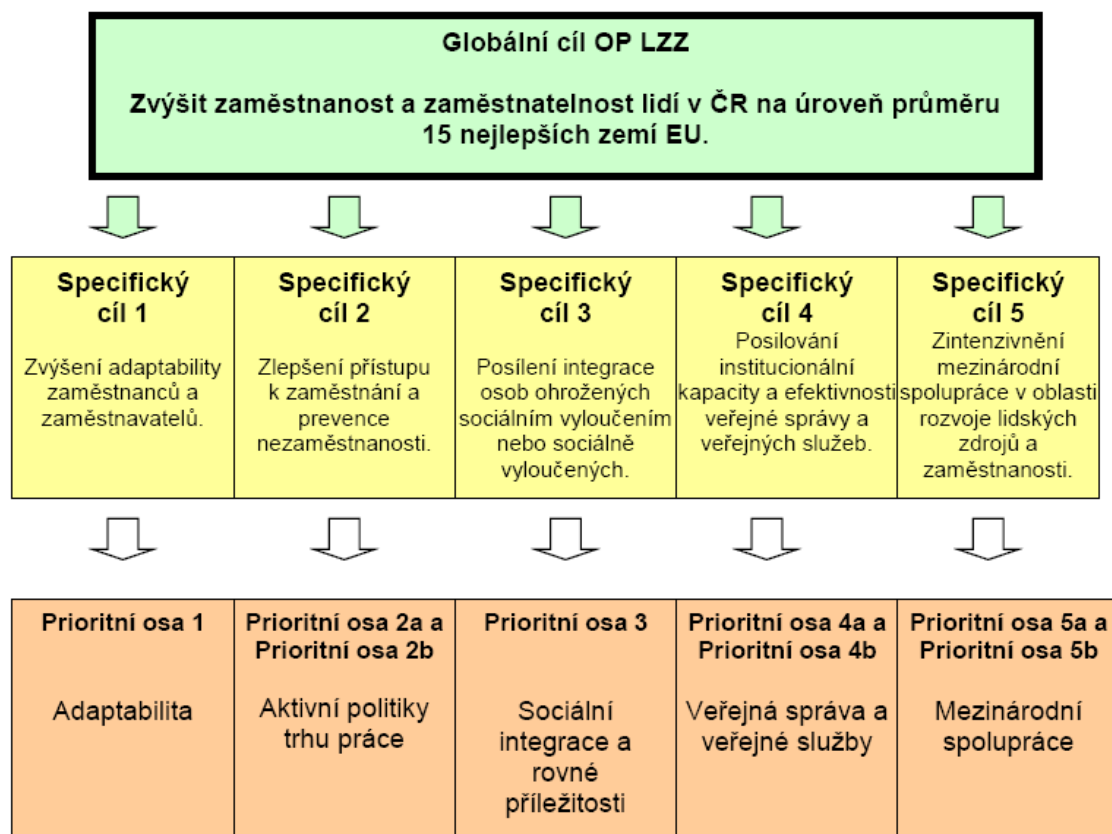 Globální cíl OP LZZ
Zvýšit zaměstnanost a zaměstnatelnost lidí v ČR na úroveň průměru
15 nejlepších zemí EU.
Specifický
cíl 1
Zvýšení adaptability
zaměstnanců a
zaměstnavatelů.
Specifický
cíl 2
Zlepšení přístupu
k zaměstnání a
prevence
nezaměstnanosti.
Specifický
cíl 3
Posílení integrace
osob ohrožených
sociálním vyloučením
nebo sociálně
vyloučených.
Specifický
cíl 4
Posilování
institucionální
kapacity a efektivnosti
veřejné správy a
veřejných služeb.
Specifický
cíl 5
Zintenzivnění
mezinárodní
spolupráce v oblasti
rozvoje lidských
zdrojů a
zaměstnanosti.
Prioritní osa 1
Adaptabilita
Prioritní osa 2a a
Prioritní osa 2b
Aktivní politiky
trhu práce
Prioritní osa 3
Sociální
integrace a
rovné
příležitosti
Prioritní osa 4a a
Prioritní osa 4b
Veřejná správa a
veřejné služby
Prioritní osa 5a a
Prioritní osa 5b
Mezinárodní
spolupráce